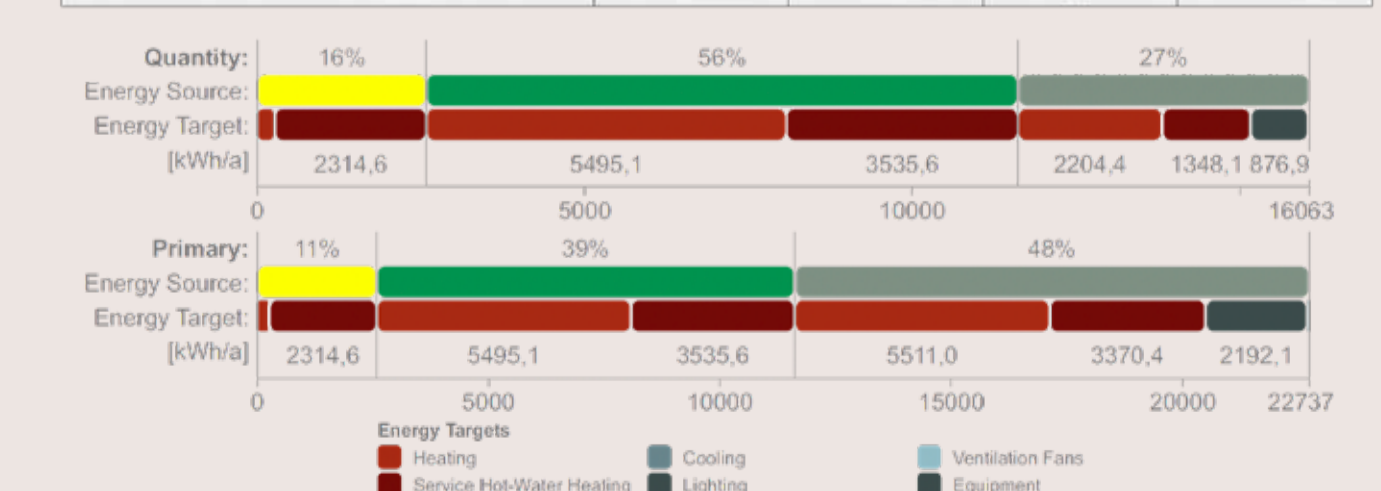 Quantity: 16% 56% 27%
Energy Source:
Energy Target:
[kWh/a] 2314,6 5495,1 3535,6 2204,4 1348,1 876,9
0 5000 10000 16063
Primary: 11% 39% 48%
Energy Source:
Energy Target:
[kWh/a] 2314,6 5495,1 3535,6 5511,0 3370,4 2192,1
0 5000 10000 15000 20000 22737
Energy Targets
Heating Cooling Ventilation Fans
Service Hot-Water Heating Lighting Equipment